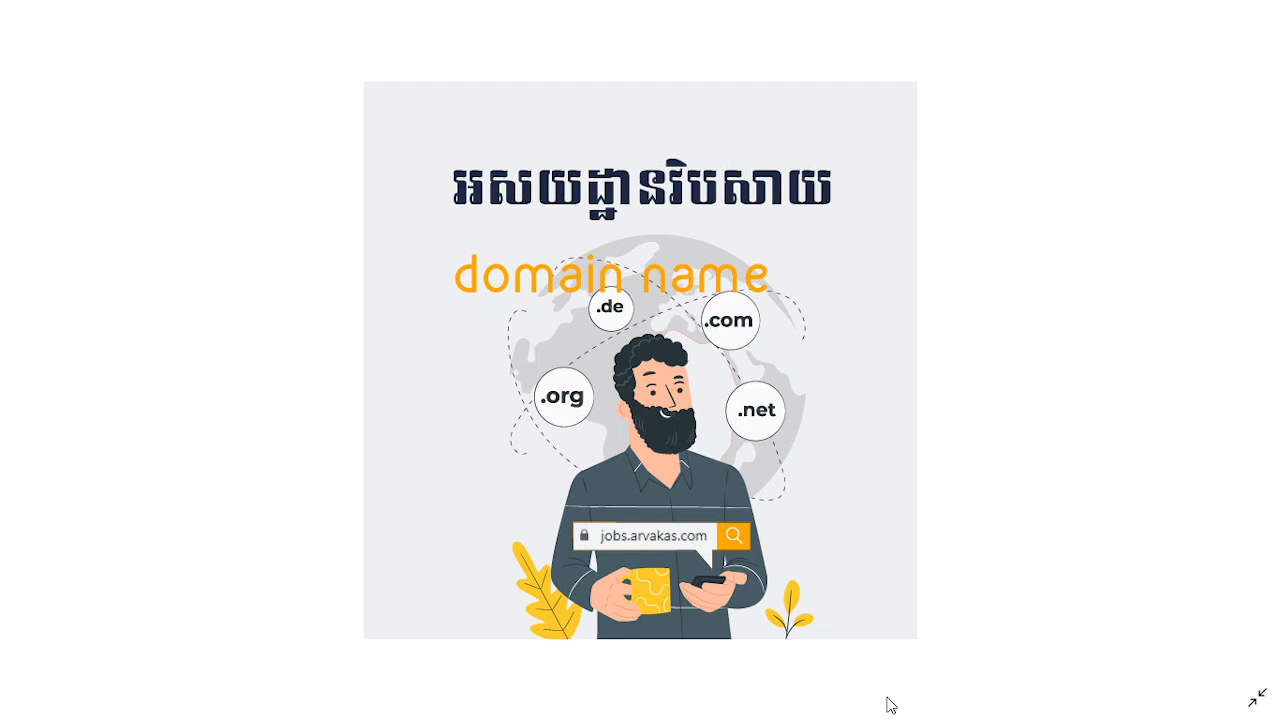 អសយដ្ឋានវិបសាយ
domain name
.de
.com
.org
.net
jobs.arvakas.com